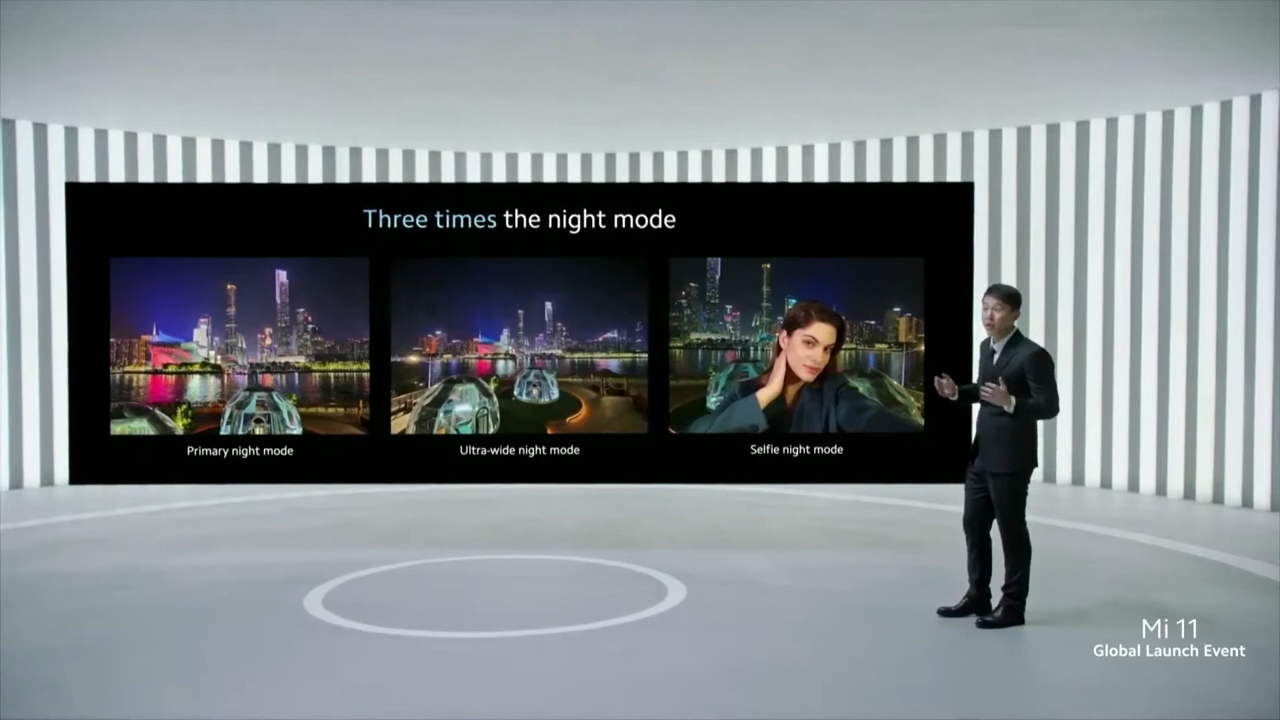 Three times the night mode
Primary night mode
Ultra-wide night mode
Selfie night mode
Mi 11
Global Launch Event